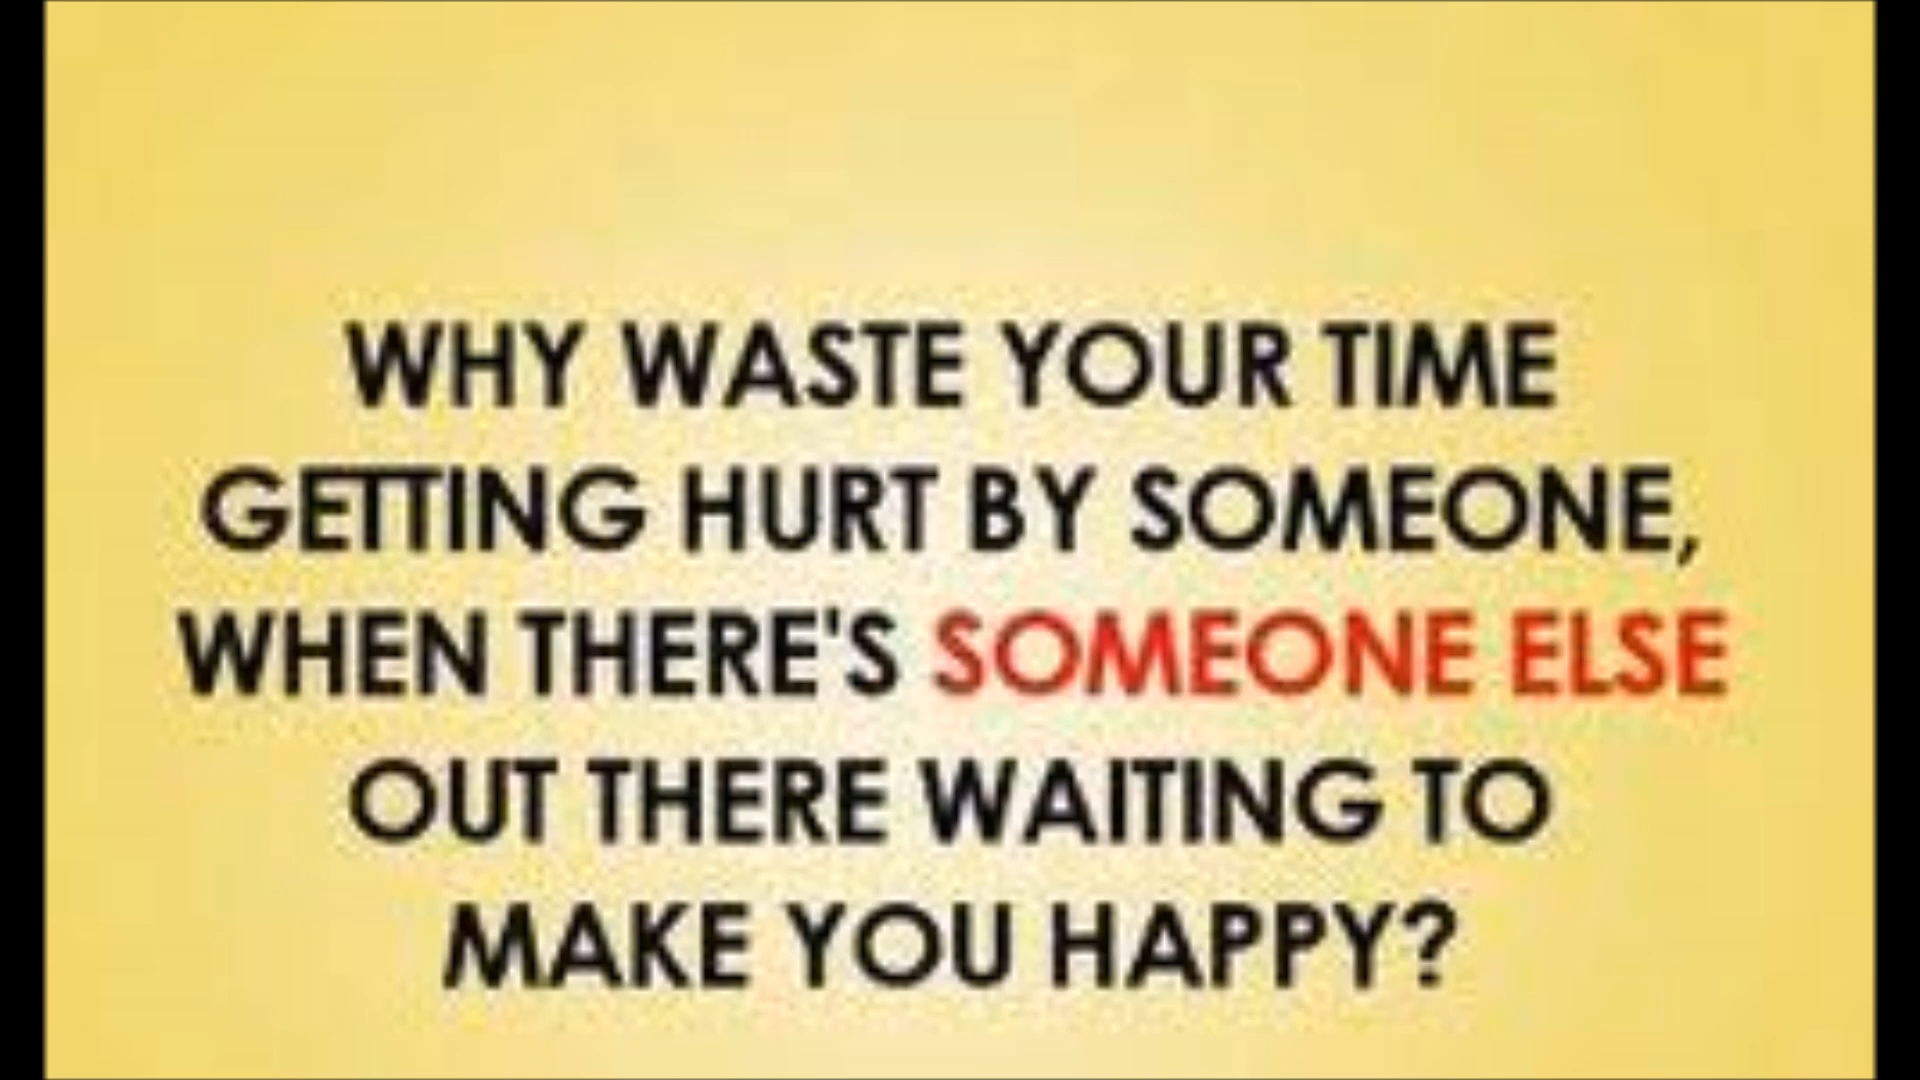 WHY WASTE YOUR TIME
GETTING HURT BY SOMEONE,
WHEN THERE'S SOMEONE ELSE
OUT THERE WAITING TO
MAKE YOU HAPPY?